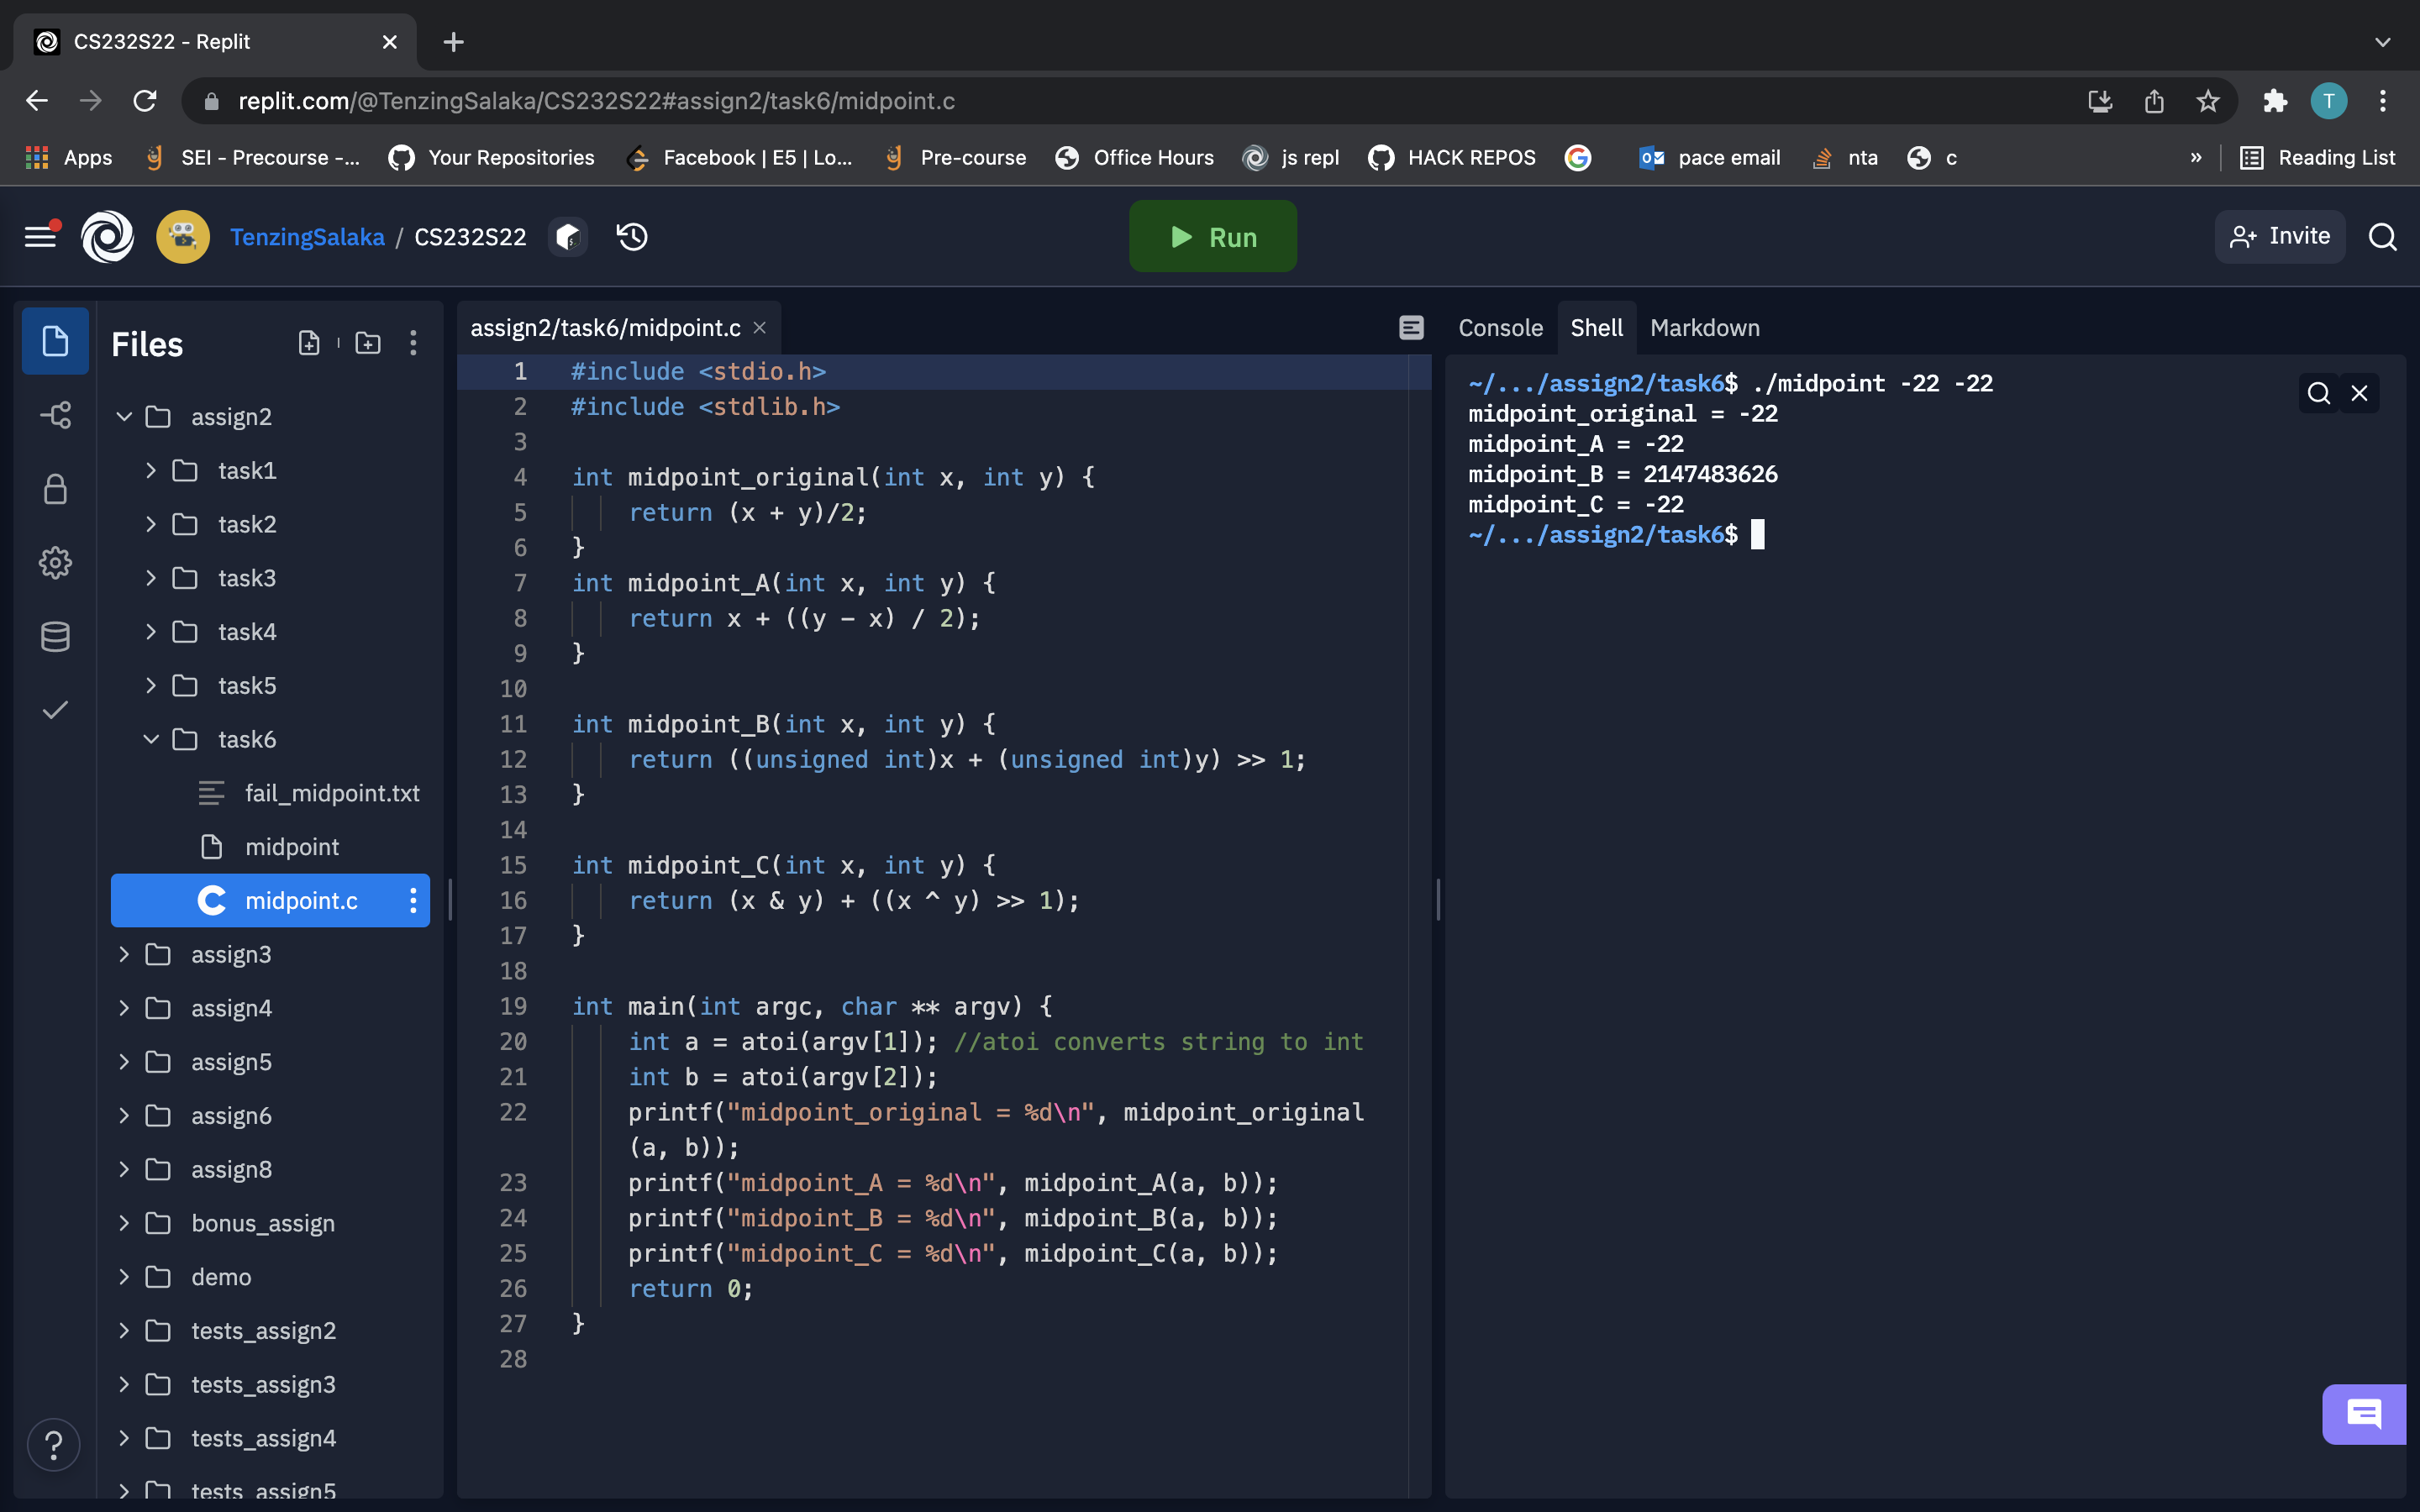 CS232S22 - Replit
replit.com/@TenzingSalaka/CS232S22#assign2/task6/midpoint.c
T
Apps
SEI - Precourse -...
Your Repositories
Facebook | E5 | Lo...
Pre-course
Office Hours
js repl
HACK REPOS
pace email
nta
c
»
Reading List
TenzingSalaka / CS232S22
Run
Invite
Files
assign2
task1
task2
task3
task4
task5
task6
fail_midpoint.txt
midpoint
midpoint.c
assign3
assign4
assign5
assign6
assign8
bonus_assign
demo
tests_assign2
tests_assign3
tests_assign4
tests_assign5
?
assign2/task6/midpoint.c
1 #include <stdio.h>
2 #include <stdlib.h>
3
4 int midpoint_original(int x, int y) {
5 return (x + y)/2;
6 }
7 int midpoint_A(int x, int y) {
8 return x + ((y - x) / 2);
9 }
10
11 int midpoint_B(int x, int y) {
12 return ((unsigned int)x + (unsigned int)y) >> 1;
13 }
14
15 int midpoint_C(int x, int y) {
16 return (x & y) + ((x ^ y) >> 1);
17 }
18
19 int main(int argc, char ** argv) {
20 int a = atoi(argv[1]); //atoi converts string to int
21 int b = atoi(argv[2]);
22 printf("midpoint_original = %d\n", midpoint_original
(a, b));
23 printf("midpoint_A = %d\n", midpoint_A(a, b));
24 printf("midpoint_B = %d\n", midpoint_B(a, b));
25 printf("midpoint_C = %d\n", midpoint_C(a, b));
26 return 0;
27 }
28
Console
Shell
Markdown
~/.../assign2/task6$ ./midpoint -22 -22
midpoint_original = -22
midpoint_A = -22
midpoint_B = 2147483626
midpoint_C = -22
~/.../assign2/task6$